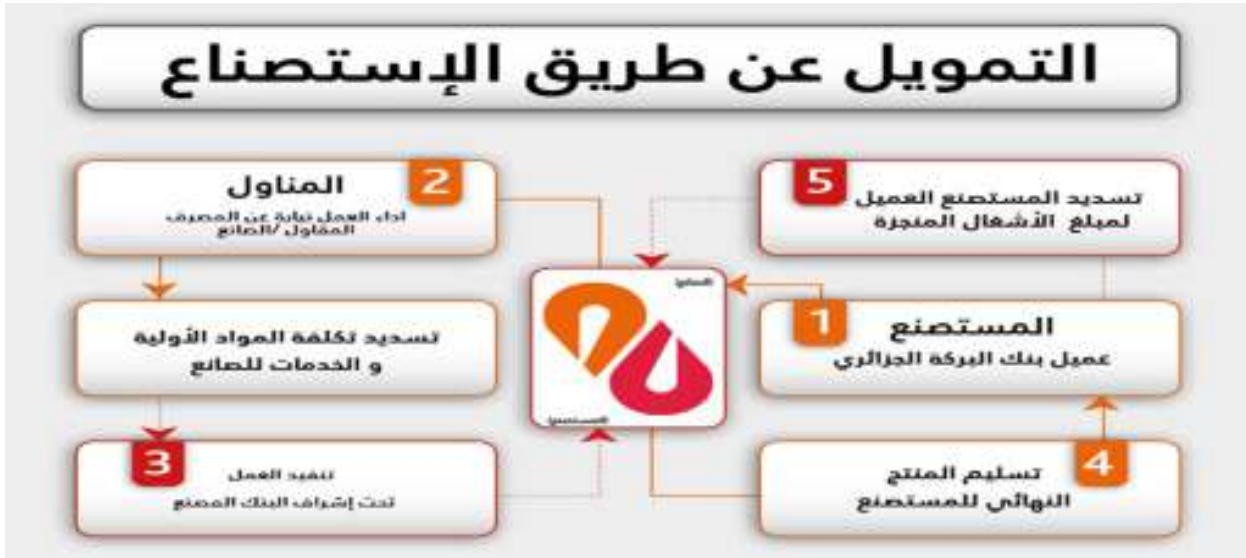 التمويل عن طريق الإستصناع
5
تسديد المستصنع العميل
لمبلغ الأشغال المنجزة
1
المستصنع
عميل بنك البركة الجزائري
4
تسليم المنتج
النهائي للمستصنع
2
المناول
اداء العمل نيابة عن المصرف
المقاول /الصانع
تسديد تكلفة المواد الأولية
و الخدمات للصانع
3
تنفيد العمل
تحت إشراف البنك المصنع